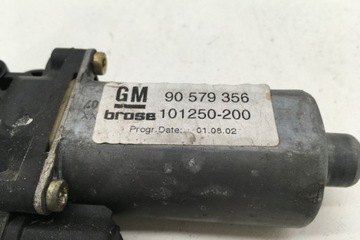 GM 90 579 356
brose 101250-200
Progr.Date: 01.08.02